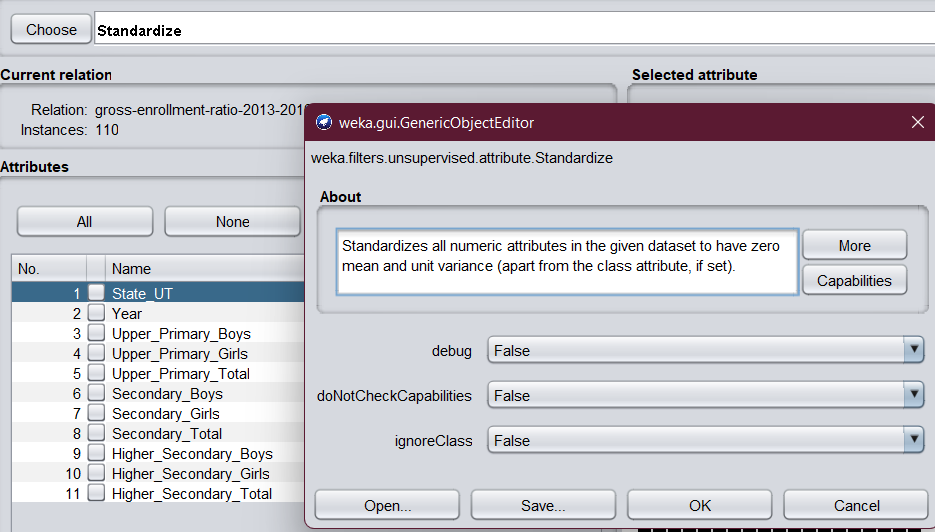 Choose Standardize
Current relation
Selected attribute
Relation: gross-enrollment-ratio-2013-201
Instances: 110
Attributes
All None
No. Name
1 State_UT
2 Year
3 Upper_Primary_Boys
4 Upper_Primary_Girls
5 Upper_Primary_Total
6 Secondary_Boys
7 Secondary_Girls
8 Secondary_Total
9 Higher_Secondary_Boys
10 Higher_Secondary_Girls
11 Higher_Secondary_Total
weka.gui.GenericObjectEditor
weka.filters.unsupervised.attribute.Standardize
About
Standardizes all numeric attributes in the given dataset to have zero
mean and unit variance (apart from the class attribute, if set).
More
Capabilities
debug False
doNotCheckCapabilities False
ignoreClass False
Open... Save... OK Cancel